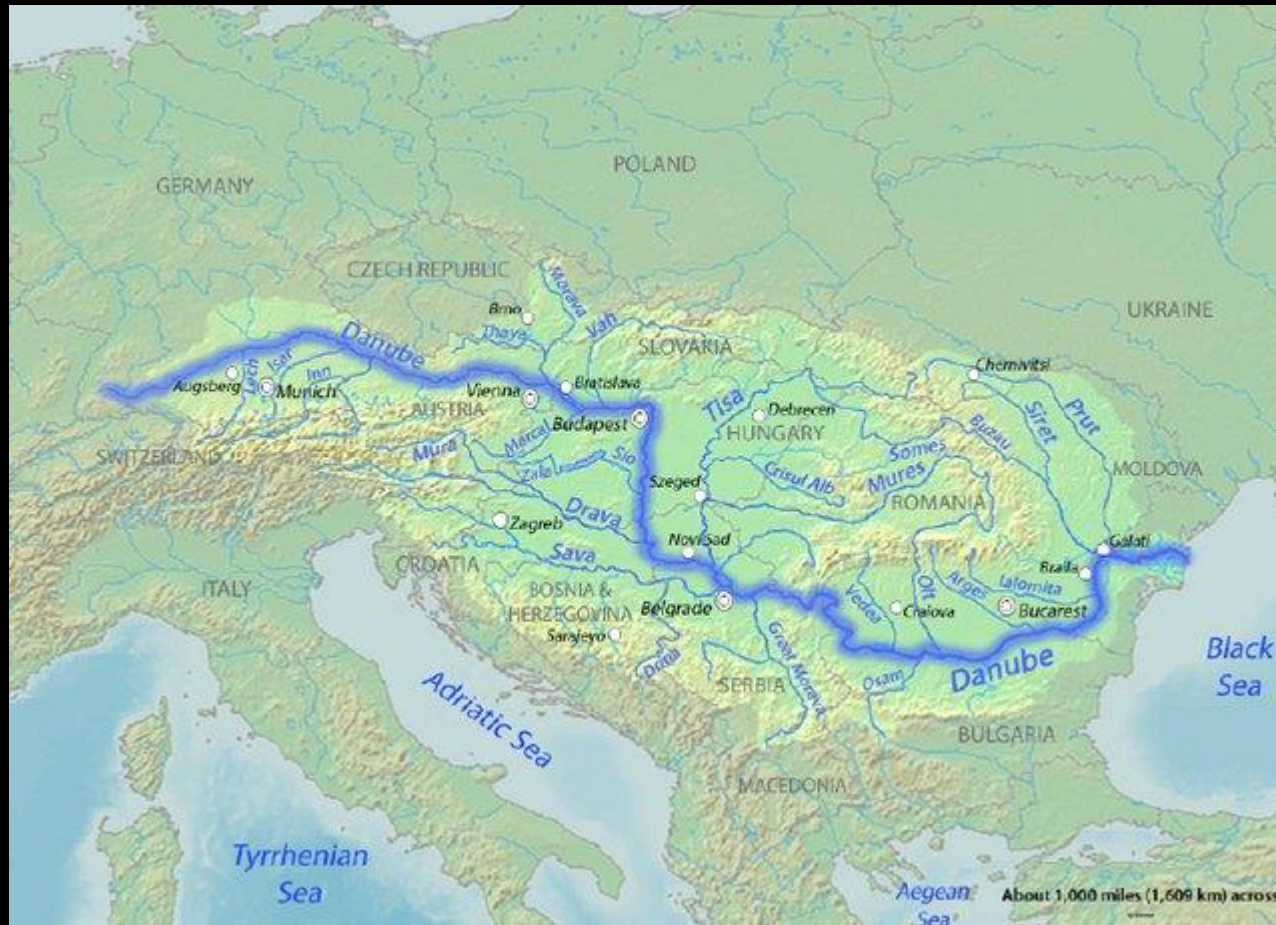 POLAND
GERMANY
CZECH REPUBLIC
Morava
UKRAINE
Brno
Vah
Thaya
Danube
SLOVAKIA
Chernivitsi
Lech
Isar
Inn
Augsberg
Munich
Vienna
Bratislava
AUSTRIA
Budapest
Tisa
Debrecen
HUNGARY
Siret
Prut
Buzau
Marcal
Mura
Zala
Sio
Somes
SWITZERLAND
MOLDOVA
Szeged
Crisul Alb
Mures
ROMANIA
Drava
Zagreb
Sava
Novi Sad
Galati
CROATIA
Braila
ITALY
BOSNIA &
HERZEGOVINA
Belgrade
Vedea
Craiova
Olt
Arges
Ialomita
Bucarest
Sarajevo
Drina
Great Morava
Black
Sea
Danube
Osam
SERBIA
Adriatic Sea
BULGARIA
MACEDONIA
Tyrrhenian
Sea
Aegean
Sea
About 1,000 miles (1,609 km) across